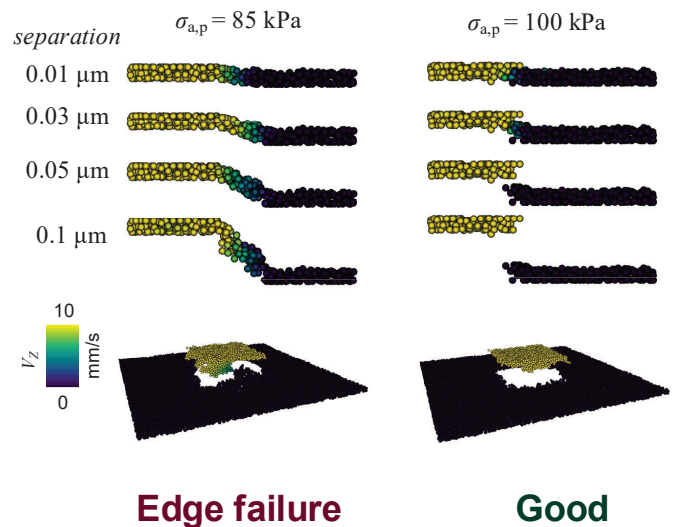 separation
σa,p = 85 kPa
σa,p = 100 kPa
0.01 µm
0.03 µm
0.05 µm
0.1 µm
10
VZ
mm/s
0
Edge failure
Good